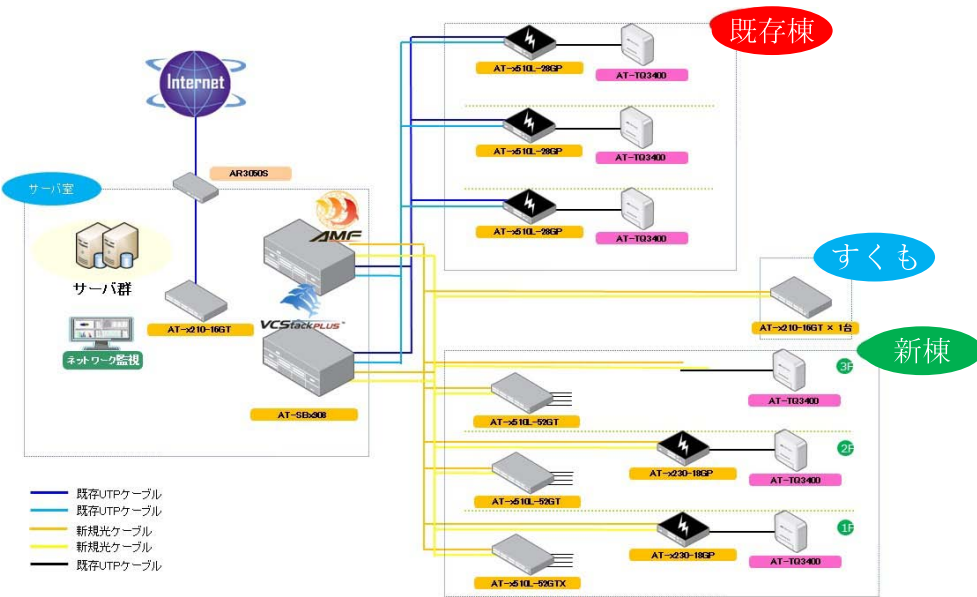 既存棟
AT-x510L-28GP
AT-TQ3400
AT-x510L-28GP
AT-TQ3400
AT-x510L-28GP
AT-TQ3400
Internet
AR3050S
サーバ室
サーバ群
AT-x210-16GT
ネットワーク監視
AMF
VCStackPLUS™
AT-SBx908
すくも
AT-x210-16GT × 1台
新棟
3F
AT-TQ3400
AT-x510L-52GT
2F
AT-x230-18GP
AT-TQ3400
AT-x510L-52GT
1F
AT-x230-18GP
AT-TQ3400
AT-x510L-52GTX
既存UTPケーブル
既存UTPケーブル
新規光ケーブル
新規光ケーブル
既存UTPケーブル